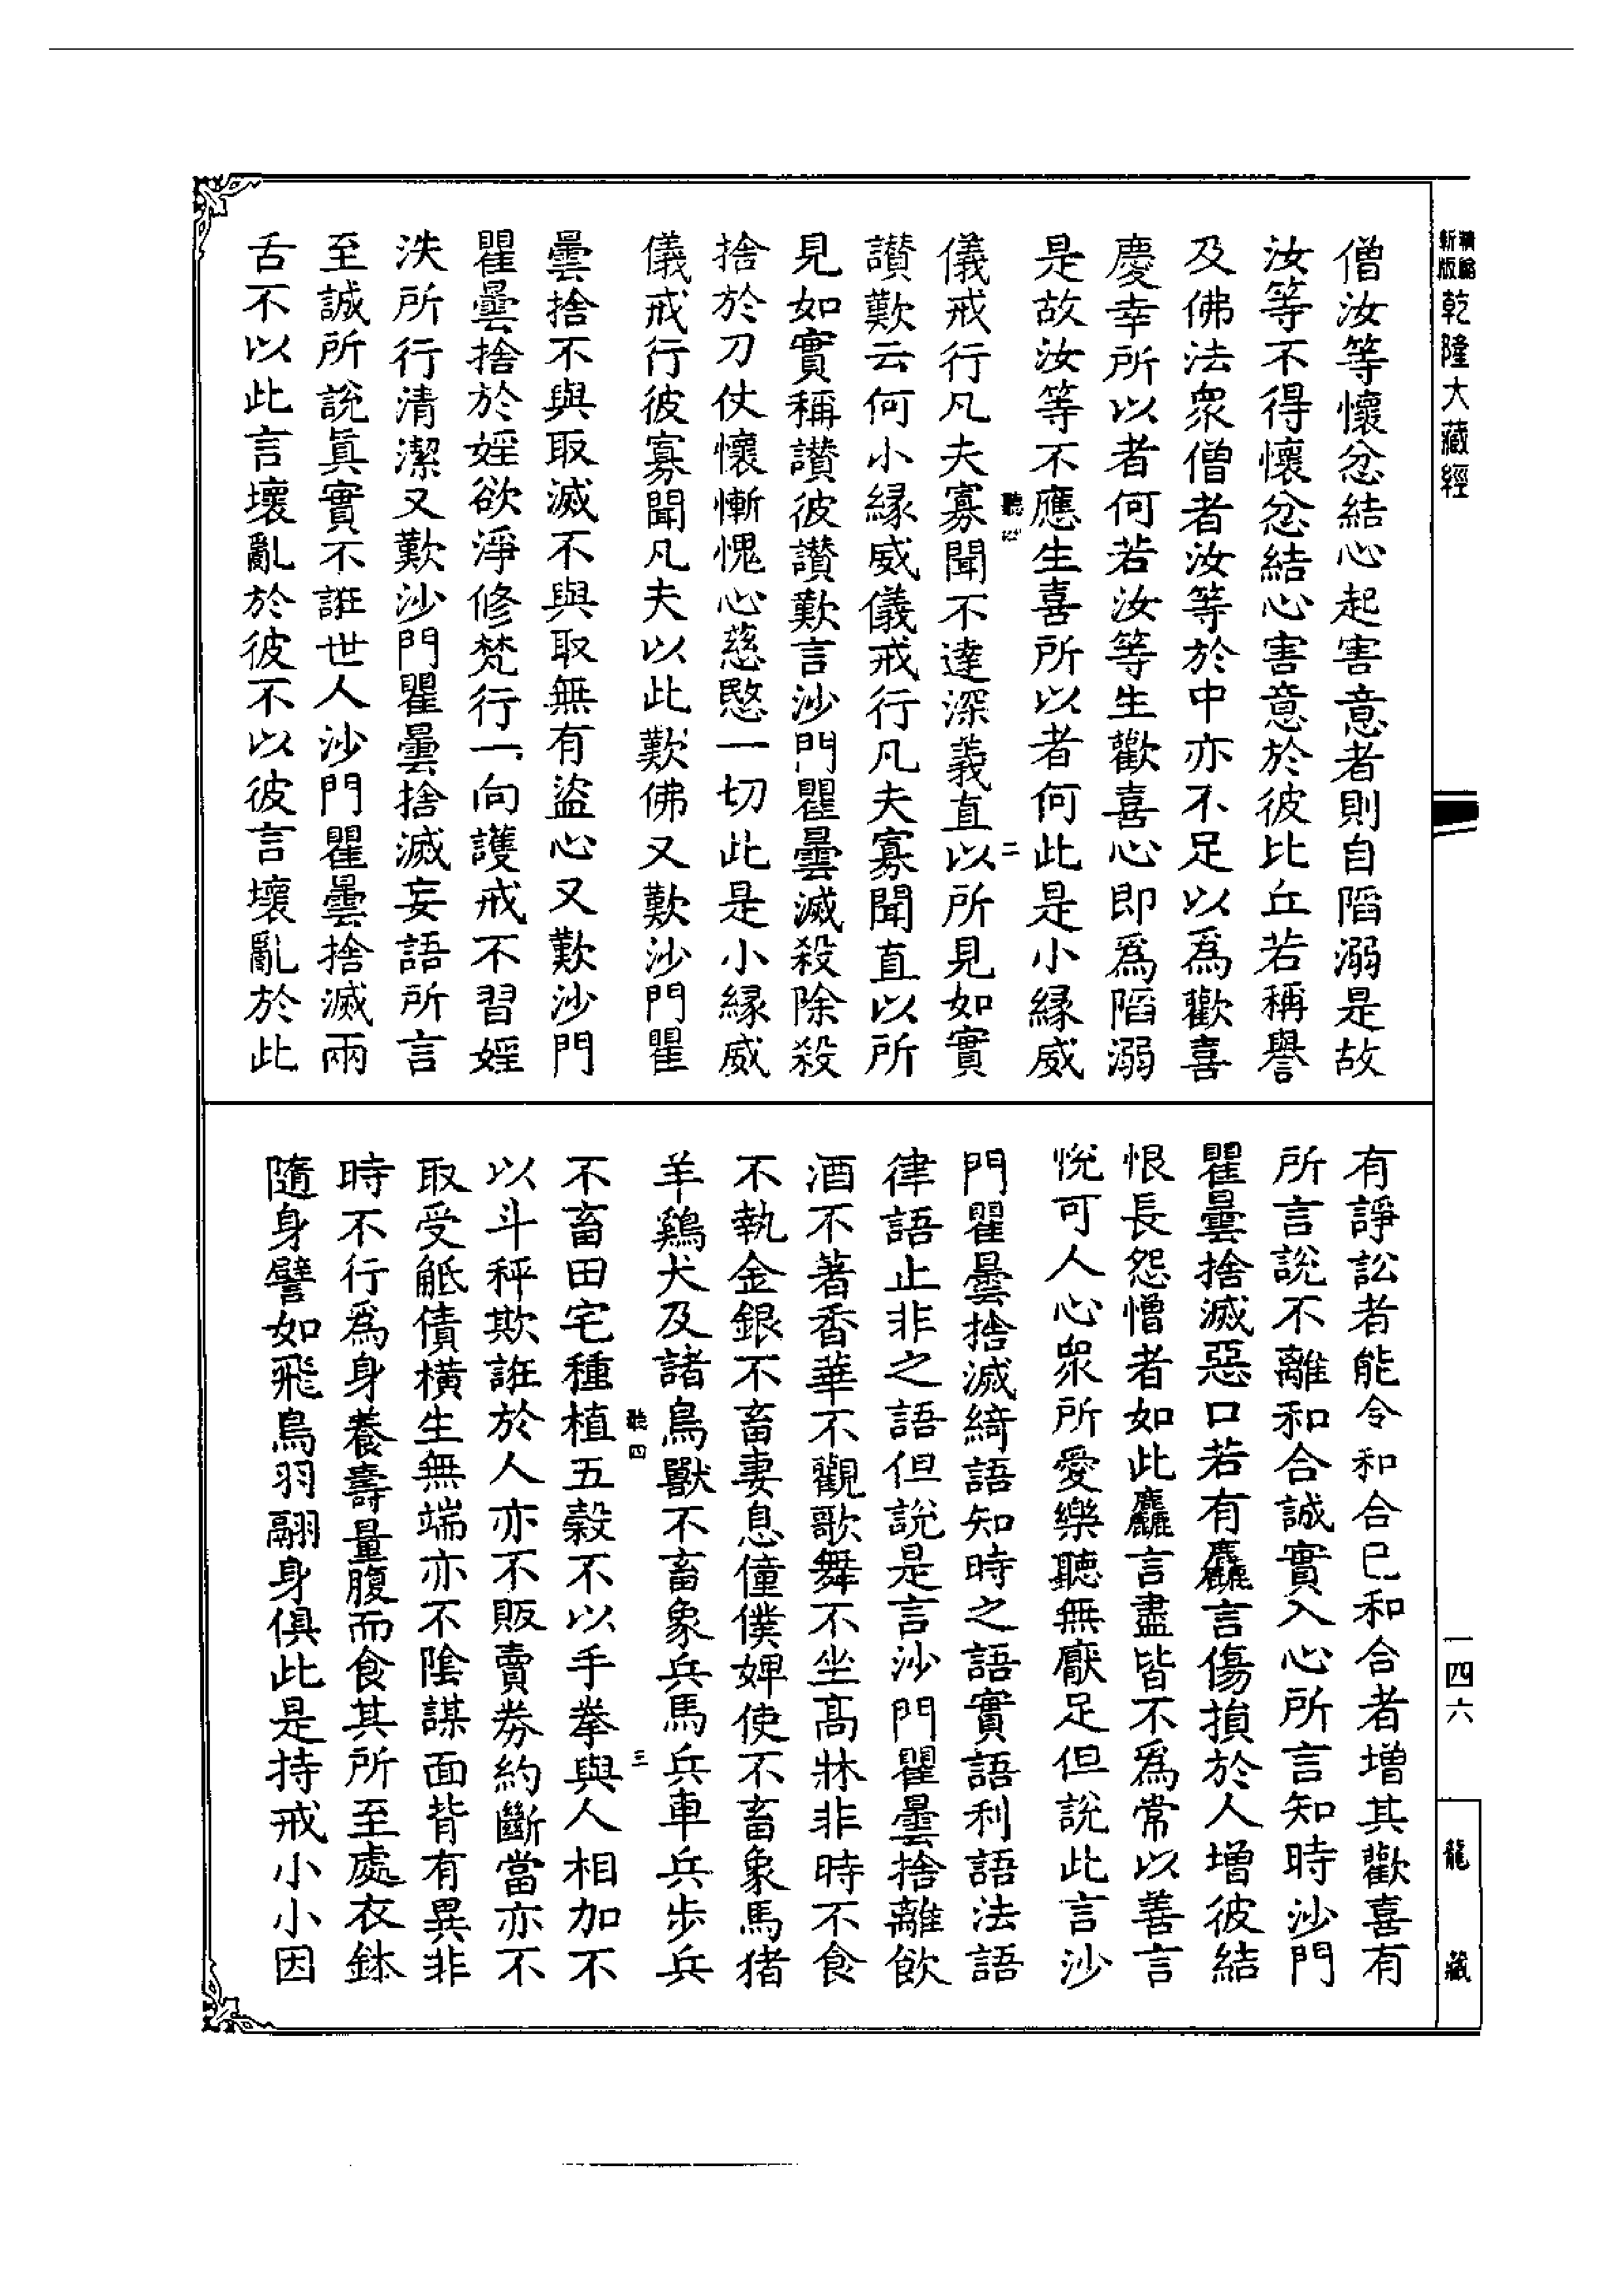 新版精縮
乾隆大藏經
僧汝等懷忿結心起害意者則自陷溺是故
汝等不得懷忿結心害意於彼比丘若稱譽
及佛法衆僧者汝等於中亦不足以爲歡喜
慶幸所以者何若汝等生歡喜心即爲陷溺
是故汝等不應生喜所以者何此是小緣威
聽四
二
儀戒行凡夫寡聞不達深義直以所見如實
讃歎云何小緣威儀戒行凡夫寡聞直以所
見如實稱讃彼讃歎言沙門瞿曇滅殺除殺
捨於刀仗懷慚愧心慈愍一切此是小緣威
儀戒行彼寡聞凡夫以此歎佛又歎沙門瞿
曇捨不與取滅不與取無有盜心又歎沙門
瞿曇捨於婬欲淨修梵行一向護戒不習婬
泆所行清潔又歎沙門瞿曇捨滅妄語所言
至誠所說眞實不誑世人沙門瞿曇捨滅兩
舌不以此言壞亂於彼不以彼言壞亂於此
有諍訟者能令和合已和合者增其歡喜有
所言說不離和合誠實入心所言知時沙門
瞿曇捨滅惡口若有麤言傷損於人增彼結
恨長怨憎者如此麤言盡皆不爲常以善言
悅可人心衆所愛樂聽無厭足但說此言沙
門瞿曇捨滅綺語知時之語實語利語法語
律語止非之語但說是言沙門瞿曇捨離飲
酒不著香華不觀歌舞不坐高牀非時不食
不執金銀不畜妻息僮僕婢使不畜象馬猪
羊鷄犬及諸鳥獸不畜象兵馬兵車兵步兵
聽四
三
不畜田宅種植五穀不以手拳與人相加不
以斗秤欺誑於人亦不販賣劵約斷當亦不
取受觝債橫生無端亦不陰謀面背有異非
時不行爲身養壽量腹而食其所至處衣鉢
隨身譬如飛鳥羽翮身俱此是持戒小小因
一四六
龍藏